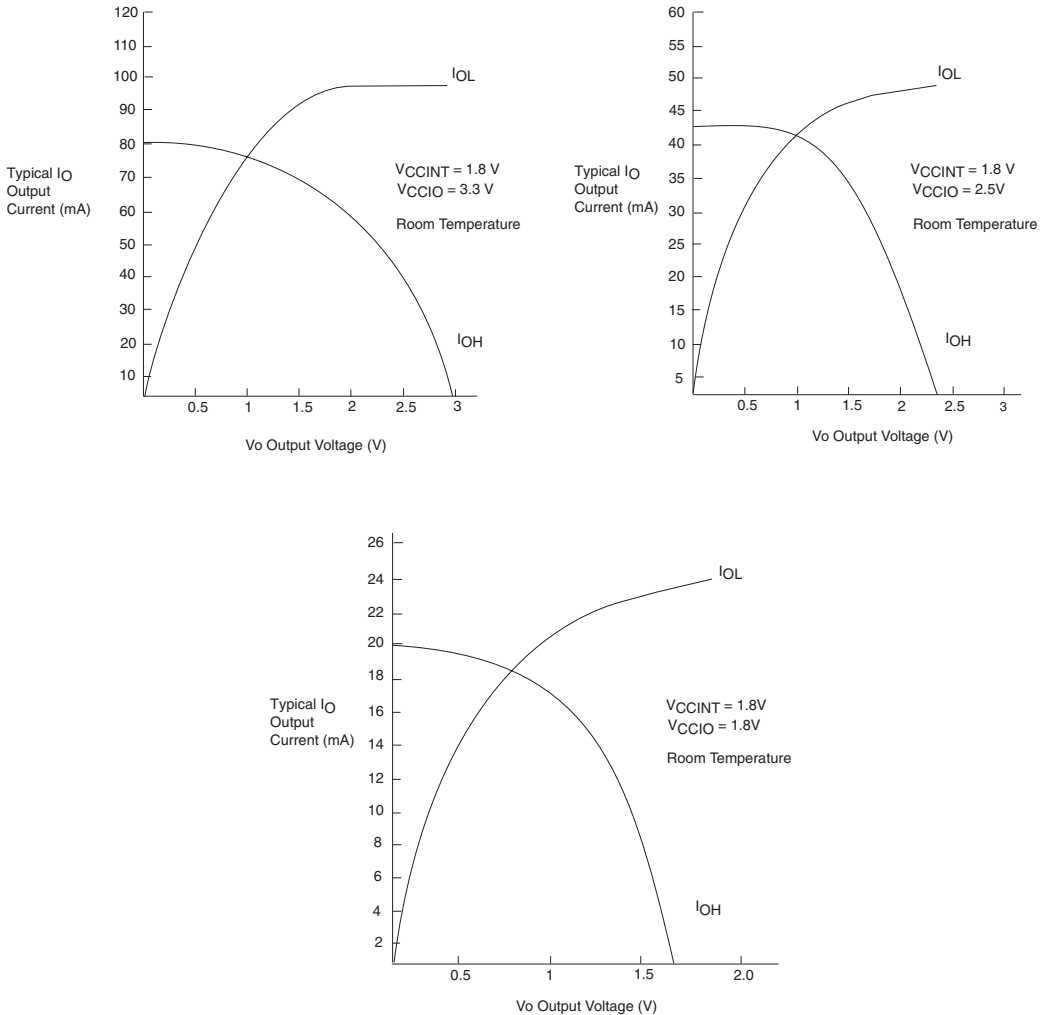 120
110
100
90
80
70
60
50
40
30
20
10
Typical IO
Output
Current (mA)
IOL
VCCINT = 1.8 V
VCCIO = 3.3 V
Room Temperature
IOH
0.5 1 1.5 2 2.5 3
Vo Output Voltage (V)
60
55
50
45
40
35
30
25
20
15
10
5
Typical IO
Output
Current (mA)
IOL
VCCINT = 1.8 V
VCCIO = 2.5V
Room Temperature
IOH
0.5 1 1.5 2 2.5 3
Vo Output Voltage (V)
26
24
22
20
18
16
14
12
10
8
6
4
2
Typical IO
Output
Current (mA)
IOL
VCCINT = 1.8V
VCCIO = 1.8V
Room Temperature
IOH
0.5 1 1.5 2.0
Vo Output Voltage (V)